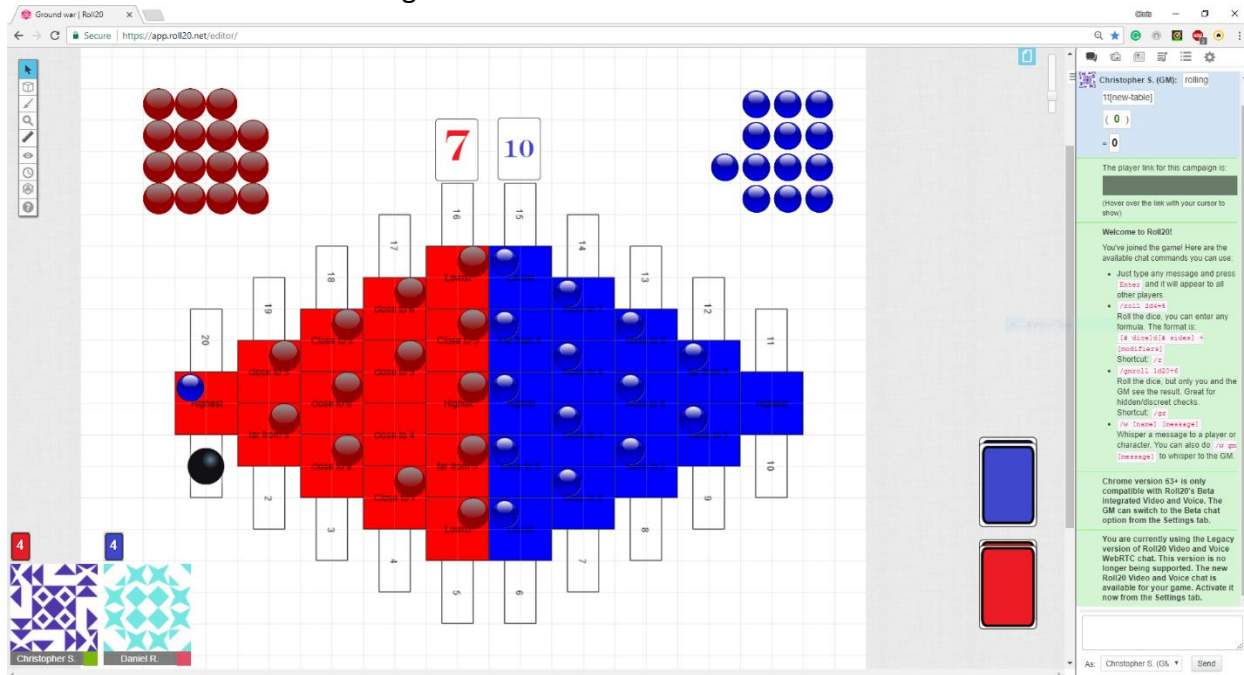 Ground war | Roll20
Chris
Secure | https://app.roll20.net/editor/
Christopher S. (GM): rolling
1t[new-table]
( 0 )
= 0
The player link for this campaign is:
(Hover over the link with your cursor to
show)
Welcome to Roll20!
You've joined the game! Here are the
available chat commands you can use:
• Just type any message and press
Enter and it will appear to all
other players.
• /roll 2d4+5
Roll the dice, you can enter any
formula. The format is:
[# dice]d[# sides] +
[modifiers]
Shortcut: /r
• /gmroll 1d20+6
Roll the dice, but only you and the
GM see the result. Great for
hidden/discreet checks.
Shortcut: /gr
• /w [name] [message]
Whisper a message to a player or
character. You can also do /w gm
[message] to whisper to the GM.
Chrome version 63+ is only
compatible with Roll20's Beta
Integrated Video and Voice. The
GM can switch to the Beta chat
option from the Settings tab.
You are currently using the Legacy
version of Roll20 Video and Voice
WebRTC chat. This version is no
longer being supported. The new
Roll20 Video and Voice chat is
available for your game. Activate it
now from the Settings tab.
As: Christopher S. (GM
Send
7 10
16 15
17 14
18 13
19 12
20 11
Lowest
Close to 6
Close to 2
Highest
Highest
Higher
far from 5
close to 4
Lowest
10
2 9
3 8
4 7
5 6
4 4
Christopher S. Daniel R.